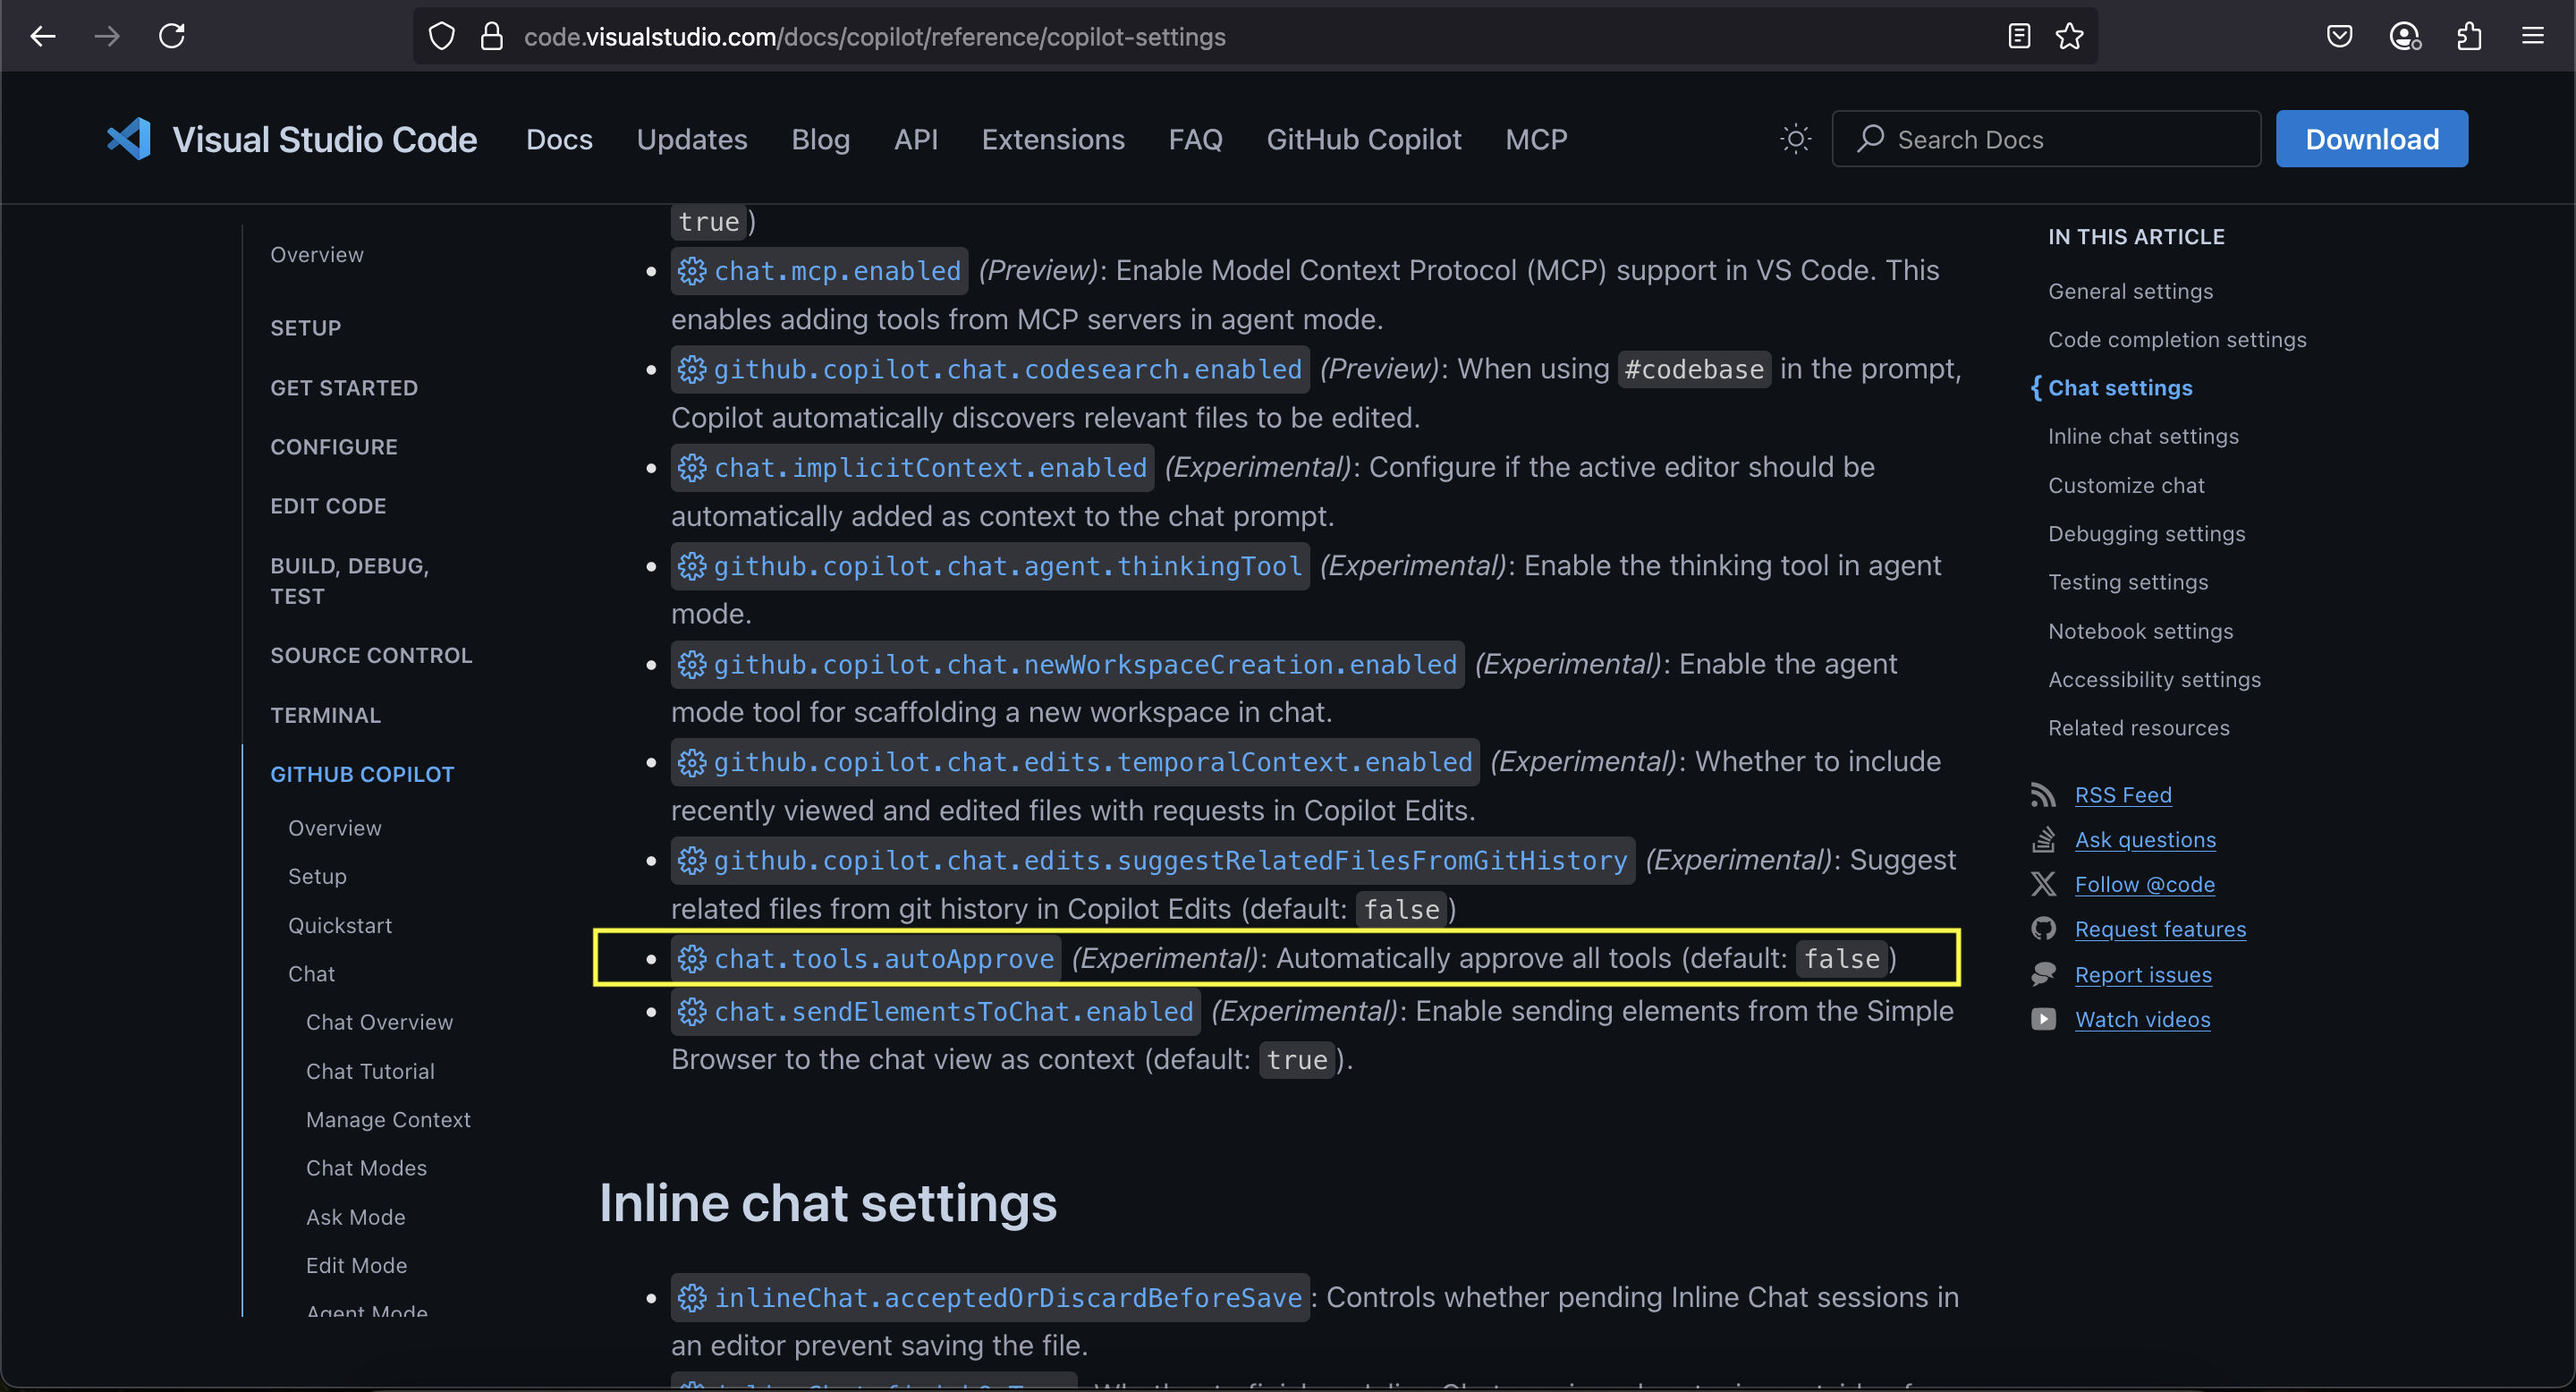 code.visualstudio.com/docs/copilot/reference/copilot-settings
Visual Studio Code
Docs
Updates
Blog
API
Extensions
FAQ
GitHub Copilot
MCP
Search Docs
Download
Overview
SETUP
GET STARTED
CONFIGURE
EDIT CODE
BUILD, DEBUG,
TEST
SOURCE CONTROL
TERMINAL
GITHUB COPILOT
Overview
Setup
Quickstart
Chat
Chat Overview
Chat Tutorial
Manage Context
Chat Modes
Ask Mode
Edit Mode
Agent Mode
true)
• chat.mcp.enabled (Preview): Enable Model Context Protocol (MCP) support in VS Code. This
enables adding tools from MCP servers in agent mode.
• github.copilot.chat.codesearch.enabled (Preview): When using #codebase in the prompt,
Copilot automatically discovers relevant files to be edited.
• chat.implicitContext.enabled (Experimental): Configure if the active editor should be
automatically added as context to the chat prompt.
• github.copilot.chat.agent.thinkingTool (Experimental): Enable the thinking tool in agent
mode.
• github.copilot.chat.newWorkspaceCreation.enabled (Experimental): Enable the agent
mode tool for scaffolding a new workspace in chat.
• github.copilot.chat.edits.temporalContext.enabled (Experimental): Whether to include
recently viewed and edited files with requests in Copilot Edits.
• github.copilot.chat.edits.suggestRelatedFilesFromGitHistory (Experimental): Suggest
related files from git history in Copilot Edits (default: false)
• chat.tools.autoApprove (Experimental): Automatically approve all tools (default: false)
• chat.sendElementsToChat.enabled (Experimental): Enable sending elements from the Simple
Browser to the chat view as context (default: true).
Inline chat settings
• inlineChat.acceptedOrDiscardBeforeSave: Controls whether pending Inline Chat sessions in
an editor prevent saving the file.
IN THIS ARTICLE
General settings
Code completion settings
{ Chat settings
Inline chat settings
Customize chat
Debugging settings
Testing settings
Notebook settings
Accessibility settings
Related resources
RSS Feed
Ask questions
Follow @code
Request features
Report issues
Watch videos